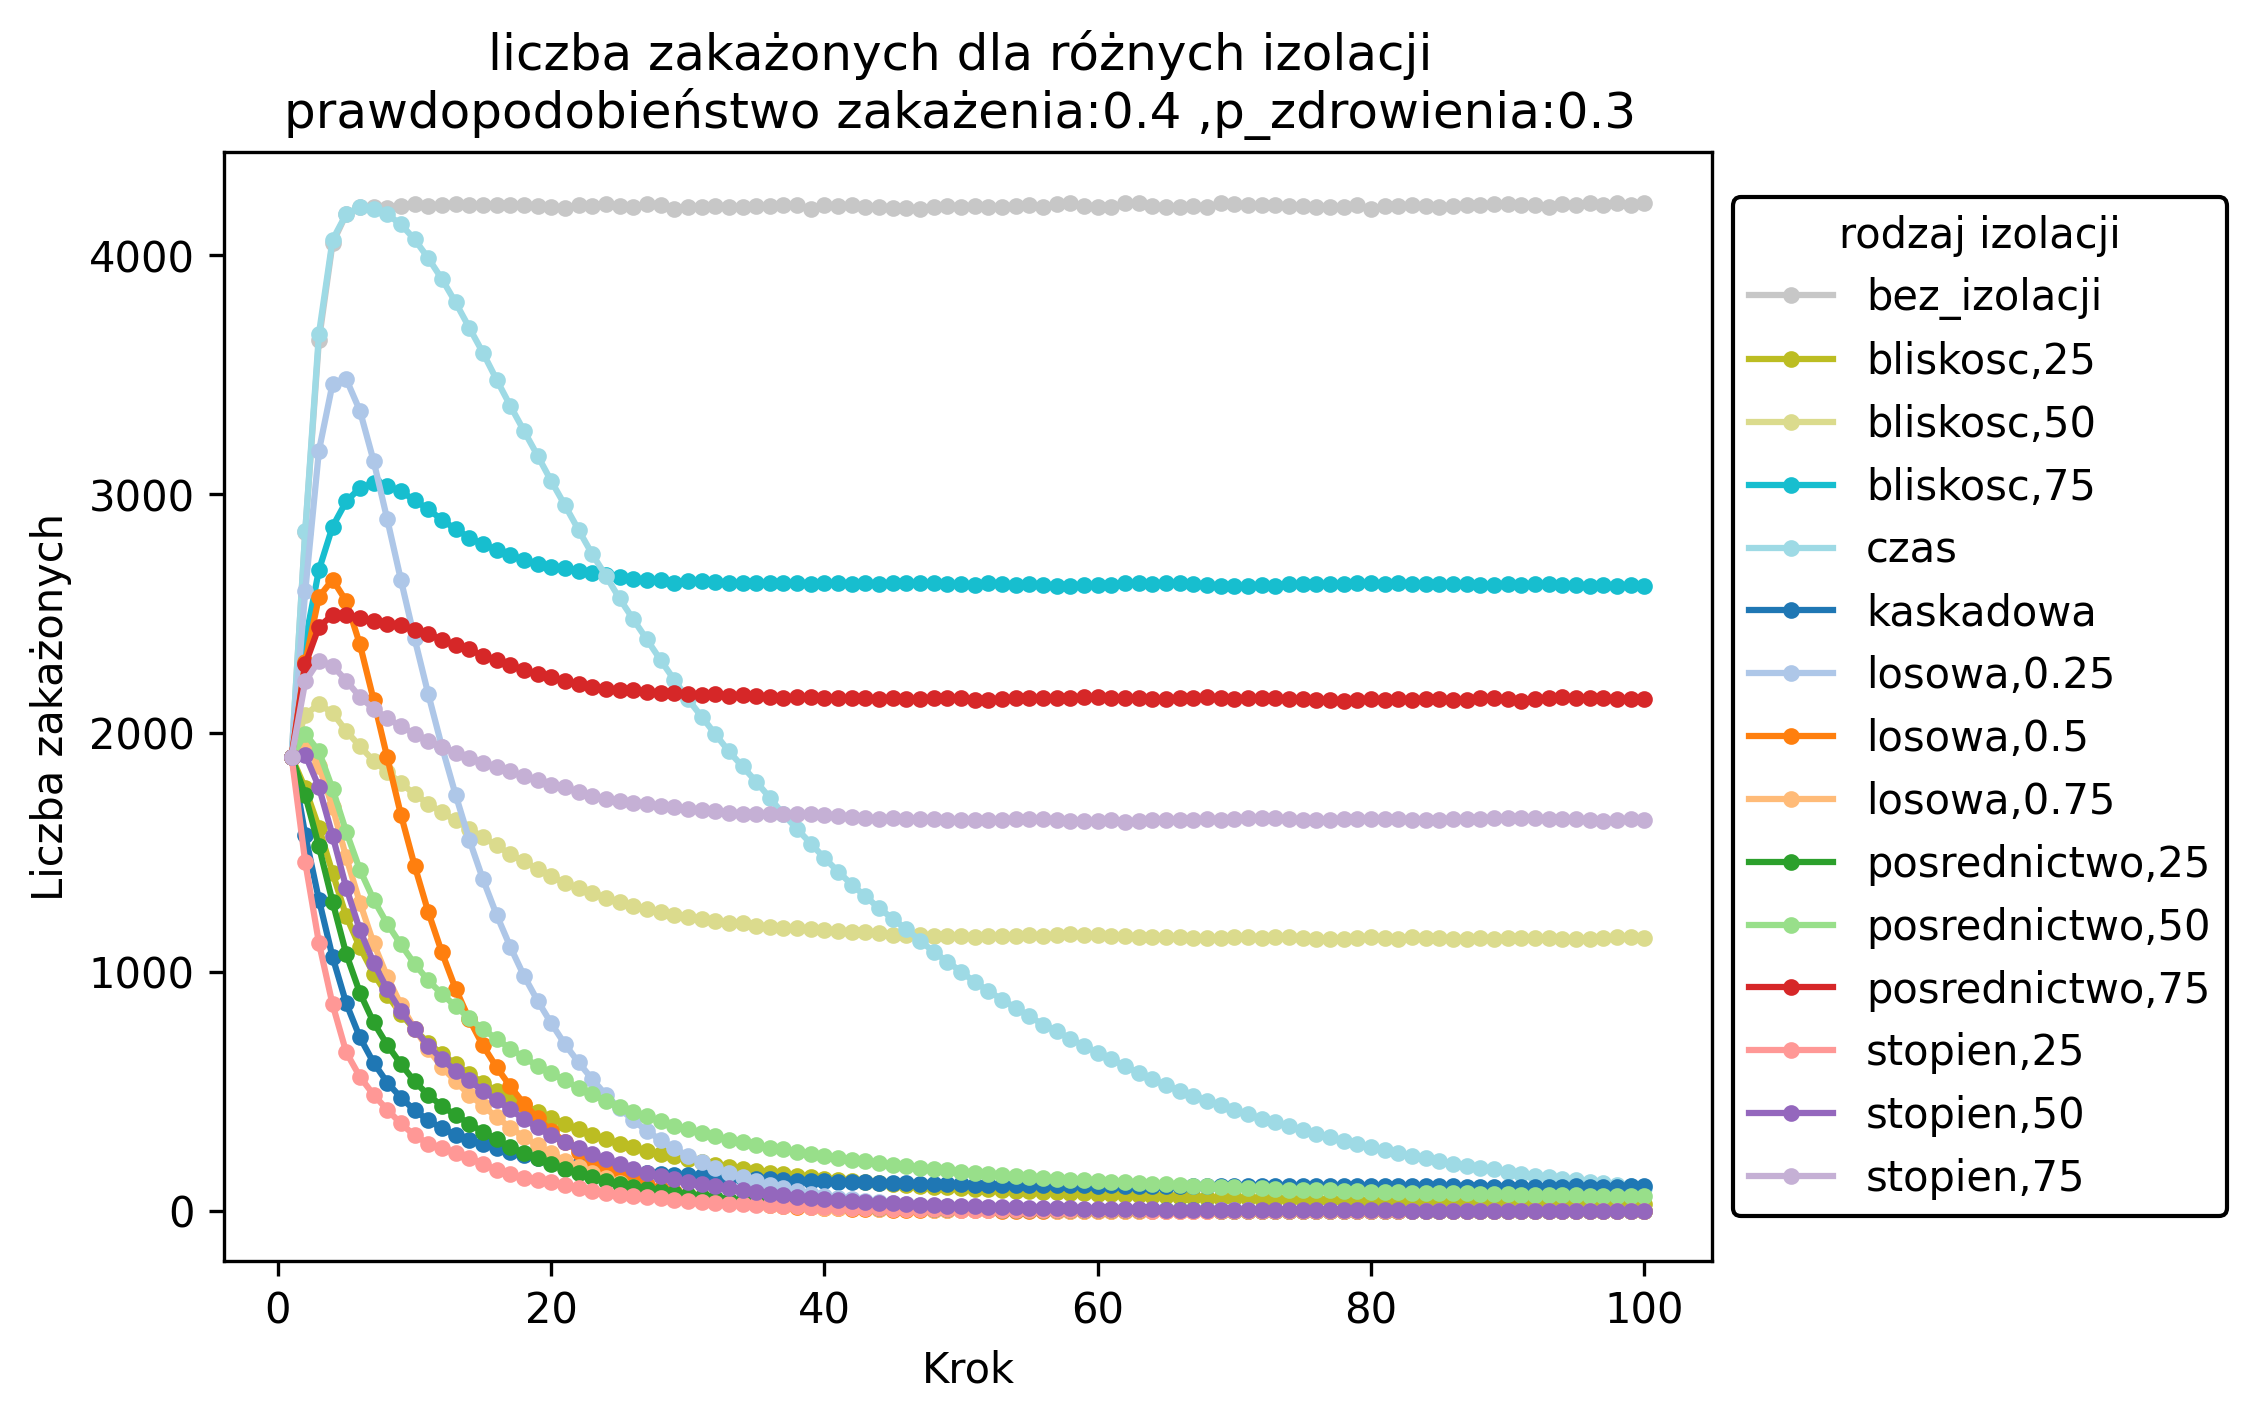 liczba zakażonych dla różnych izolacji
prawdopodobieństwo zakażenia:0.4 ,p_zdrowienia:0.3
Liczba zakażonych
4000
3000
2000
1000
0
0 20 40 60 80 100
Krok
rodzaj izolacji
bez_izolacji
bliskosc,25
bliskosc,50
bliskosc,75
czas
kaskadowa
losowa,0.25
losowa,0.5
losowa,0.75
posrednictwo,25
posrednictwo,50
posrednictwo,75
stopien,25
stopien,50
stopien,75